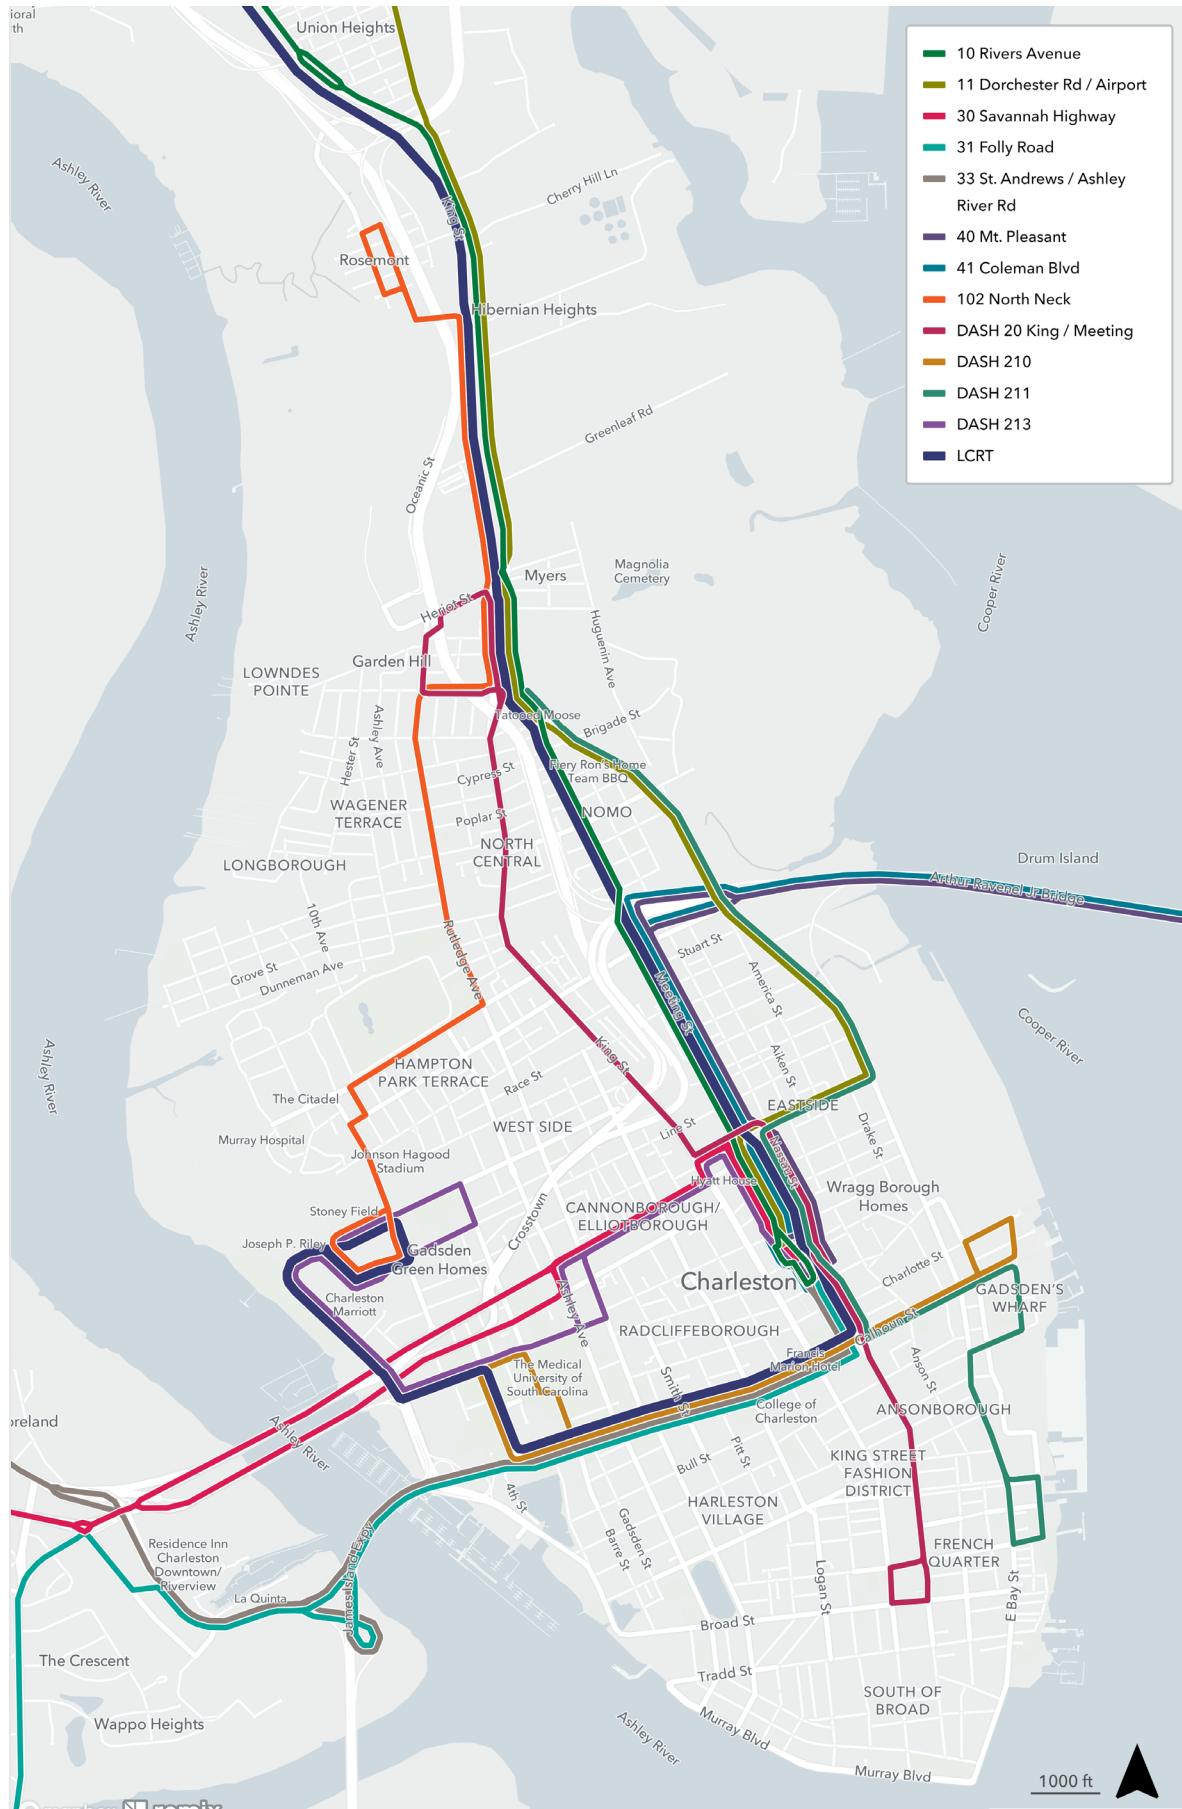 ioral
th
Union Heights
10 Rivers Avenue
11 Dorchester Rd / Airport
30 Savannah Highway
31 Folly Road
33 St. Andrews / Ashley
River Rd
40 Mt. Pleasant
41 Coleman Blvd
102 North Neck
DASH 20 King / Meeting
DASH 210
DASH 211
DASH 213
LCRT
Ashley River
Cherry Hill Ln
King St
Rosemont
Hibernian Heights
Greenleaf Rd
Oceanic St
Myers
Magnolia
Cemetery
Cooper River
Ashley River
Heriot St
Huguenin Ave
Garden Hill
LOWNDES
POINTE
Ashley Ave
Tatooed Moose
Brigade St
Hester St
Cypress St
Fiery Ron's Home
Team BBQ
WAGENER
TERRACE
Poplar St
NOMO
NORTH
CENTRAL
LONGBOROUGH
Drum Island
Arthur Ravenel Jr Bridge
10th Ave
Rutledge Ave
Stuart St
Grove St
Dunneman Ave
America St
Meeting St
Cooper River
Ashley River
King St
Aiken St
HAMPTON
PARK TERRACE
Race St
The Citadel
EASTSIDE
Drake St
WEST SIDE
Line St
Murray Hospital
Johnson Hagood
Stadium
Nassau St
Hyatt House
Wragg Borough
Homes
Stoney Field
CANNONBOROUGH/
ELLIOTBOROUGH
Crosstown
Joseph P. Riley
Gadsden
Green Homes
Charlotte St
Charleston
GADSDEN'S
WHARF
Charleston
Marriott
Ashley Ave
RADCLIFFEBOROUGH
Calhoun St
Francis
Marion Hotel
Anson St
The Medical
University of
South Carolina
Smith St
College of
Charleston
ANSONBOROUGH
oreland
Ashley River
Pitt St
Bull St
KING STREET
FASHION
DISTRICT
4th St
HARLESTON
VILLAGE
Gadsden St
Barre St
Residence Inn
Charleston
Downtown/
Riverview
James Island Expy
FRENCH
QUARTER
Logan St
E Bay St
La Quinta
Broad St
The Crescent
Tradd St
SOUTH OF
BROAD
Wappo Heights
Ashley River
Murray Blvd
Murray Blvd
1000 ft
mapbox
remix